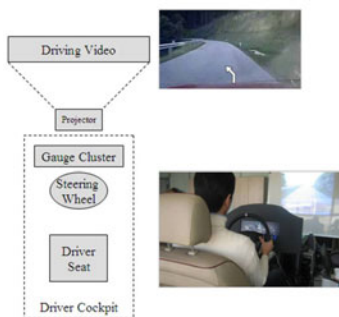 Driving Video
Projector
Gauge Cluster
Steering
Wheel
Driver
Seat
Driver Cockpit